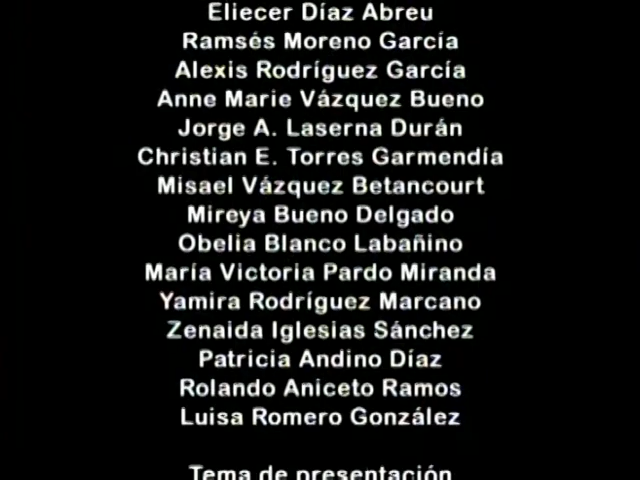 Eliecer Díaz Abreu
Ramsés Moreno García
Alexis Rodríguez García
Anne Marie Vázquez Bueno
Jorge A. Laserna Durán
Christian E. Torres Garmendía
Misael Vázquez Betancourt
Mireya Bueno Delgado
Obelia Blanco Labañino
María Victoria Pardo Miranda
Yamira Rodríguez Marcano
Zenaida Iglesias Sánchez
Patricia Andino Díaz
Rolando Aniceto Ramos
Luisa Romero González
Tema de presentación